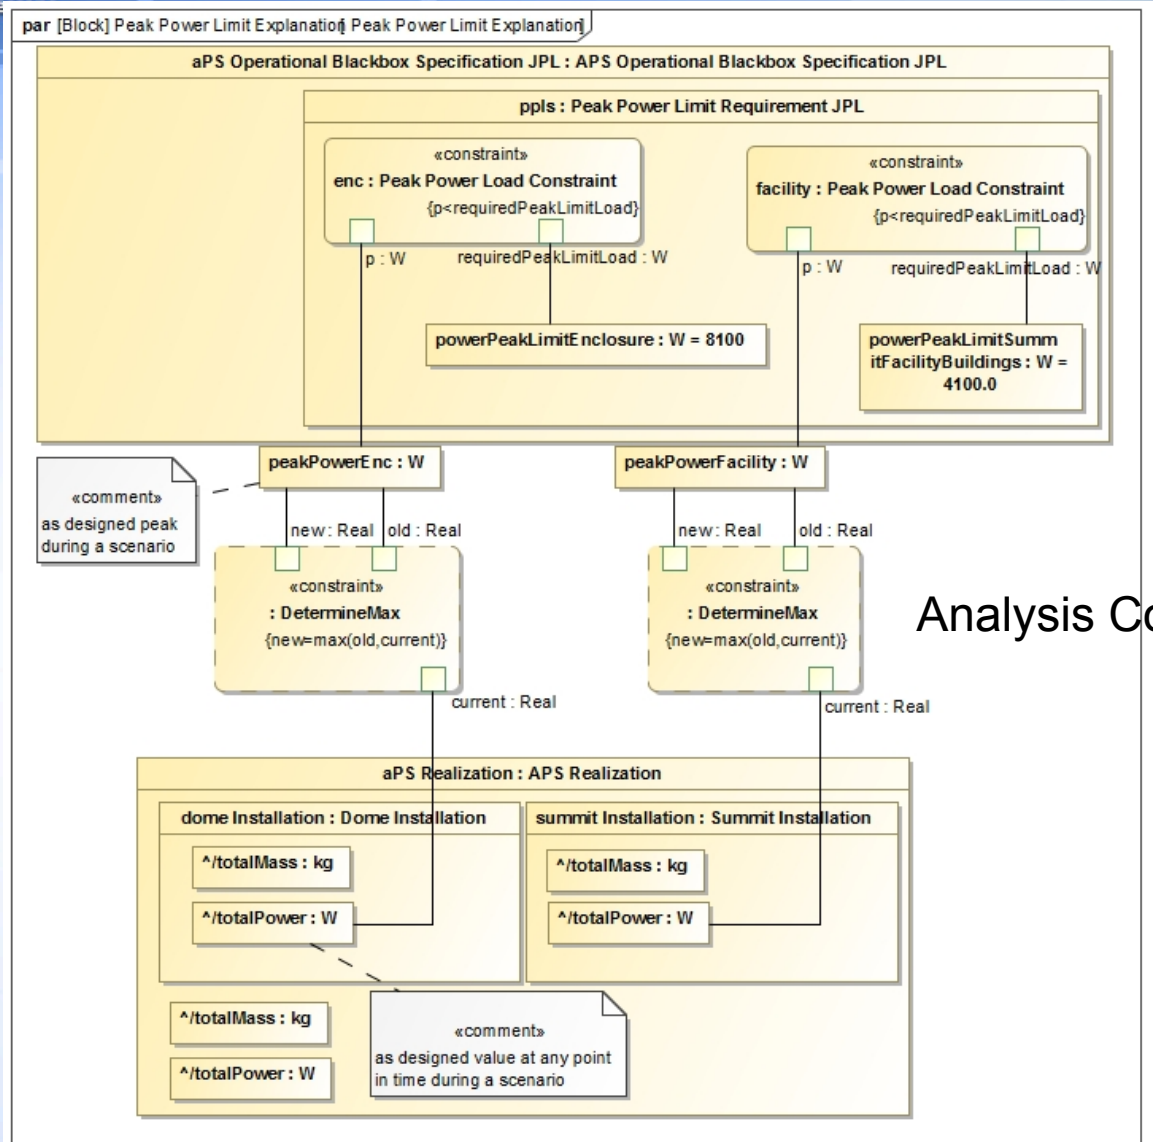 par [Block] Peak Power Limit Explanation[ Peak Power Limit Explanation]
aPS Operational Blackbox Specification JPL : APS Operational Blackbox Specification JPL
ppls : Peak Power Limit Requirement JPL
«constraint»
enc : Peak Power Load Constraint
{p<requiredPeakLimitLoad}
p : W
requiredPeakLimitLoad : W
«constraint»
facility : Peak Power Load Constraint
{p<requiredPeakLimitLoad}
p : W
requiredPeakLimitLoad : W
powerPeakLimitEnclosure : W = 8100
powerPeakLimitSumm
itFacilityBuildings : W =
4100.0
peakPowerEnc : W
peakPowerFacility : W
«comment»
as designed peak
during a scenario
new : Real
old : Real
new : Real
old : Real
«constraint»
: DetermineMax
{new=max(old,current)}
«constraint»
: DetermineMax
{new=max(old,current)}
Analysis Co
current : Real
current : Real
aPS Realization : APS Realization
dome Installation : Dome Installation
^/totalMass : kg
^/totalPower : W
summit Installation : Summit Installation
^/totalMass : kg
^/totalPower : W
^/totalMass : kg
^/totalPower : W
«comment»
as designed value at any point
in time during a scenario